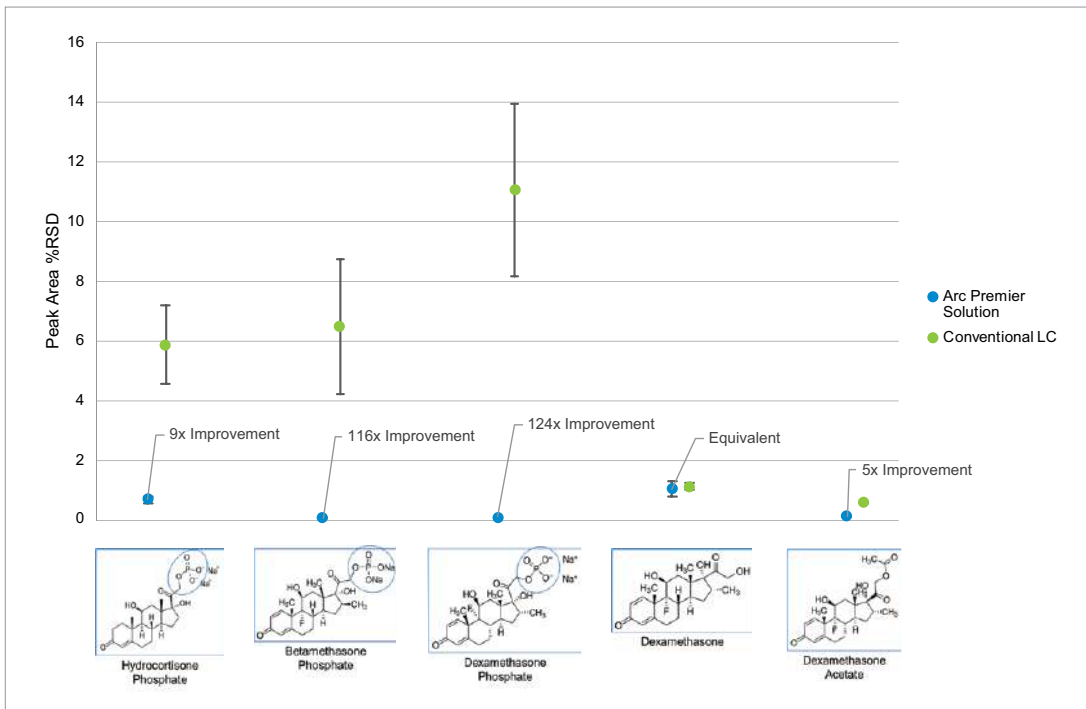 16
14
12
10
8
6
4
2
0
Peak Area %RSD
9x Improvement
116x Improvement
124x Improvement
Equivalent
5x Improvement
Arc Premier
Solution
Conventional LC
Hydrocortisone
Phosphate
Betamethasone
Phosphate
Dexamethasone
Phosphate
Dexamethasone
Dexamethasone
Acetate